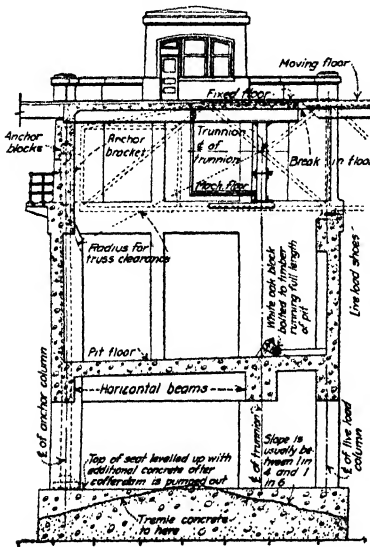 Moving floor
Fixed floor
Anchor
blocks
Anchor
bracket
Trunnion
℄ of
trunnion
Break in floor
Mach floor
Radius for
truss clearance
White oak block
bolted to timber
running full length
of pit
Live load shoes
Pit floor
Horizontal beams
℄ of anchor column
℄ of trunnion
Slope is
usually be-
tween 1 in
4 and 1
in 6
℄ of live load
column
Top of seat levelled up with
additional concrete after
cofferdam is pumped out
Tremie concrete
to here